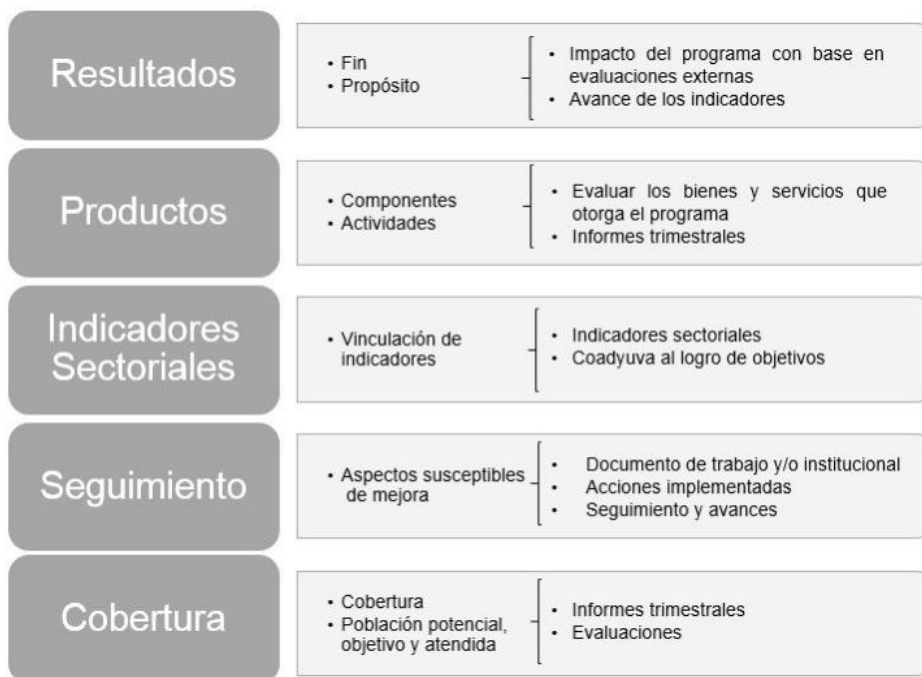 Resultados
• Fin
• Propósito
• Impacto del programa con base en
evaluaciones externas
• Avance de los indicadores
Productos
• Componentes
• Actividades
• Evaluar los bienes y servicios que
otorga el programa
• Informes trimestrales
Indicadores
Sectoriales
• Vinculación de
indicadores
• Indicadores sectoriales
• Coadyuva al logro de objetivos
Seguimiento
• Aspectos susceptibles
de mejora
• Documento de trabajo y/o institucional
• Acciones implementadas
• Seguimiento y avances
Cobertura
• Cobertura
• Población potencial,
objetivo y atendida
• Informes trimestrales
• Evaluaciones